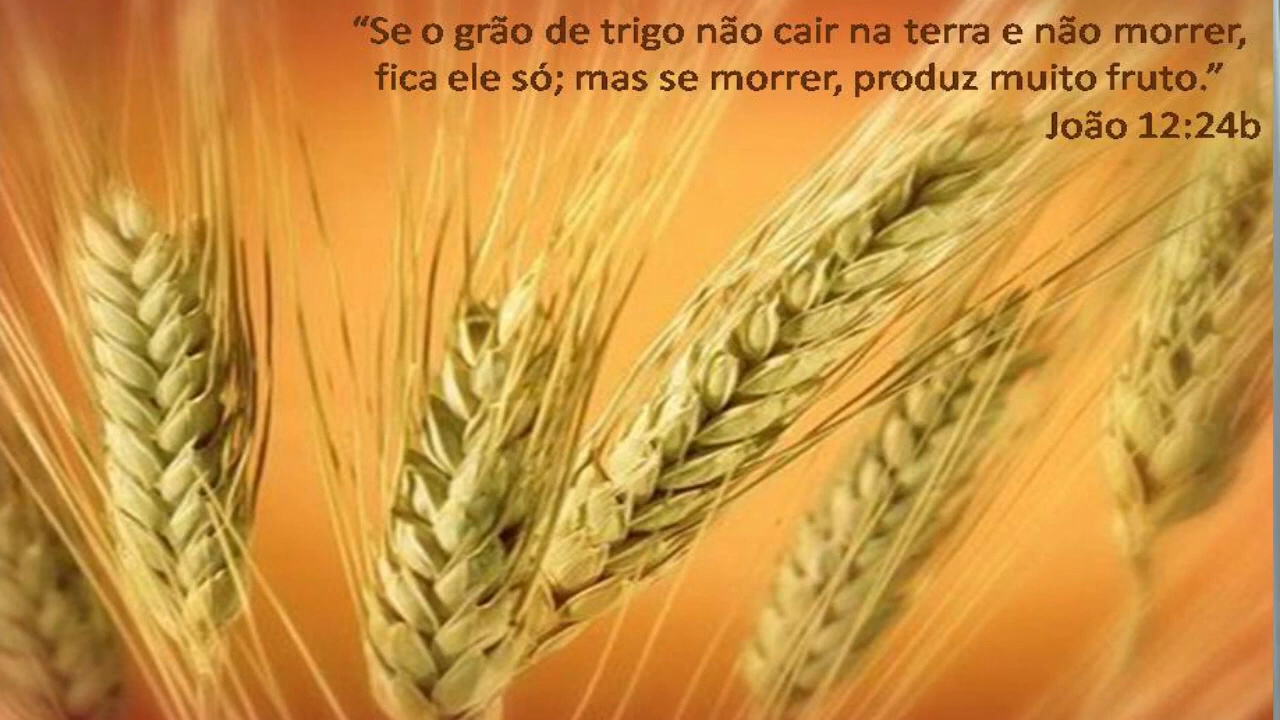 “Se o grão de trigo não cair na terra e não morrer,
fica ele só; mas se morrer, produz muito fruto.”
João 12:24b